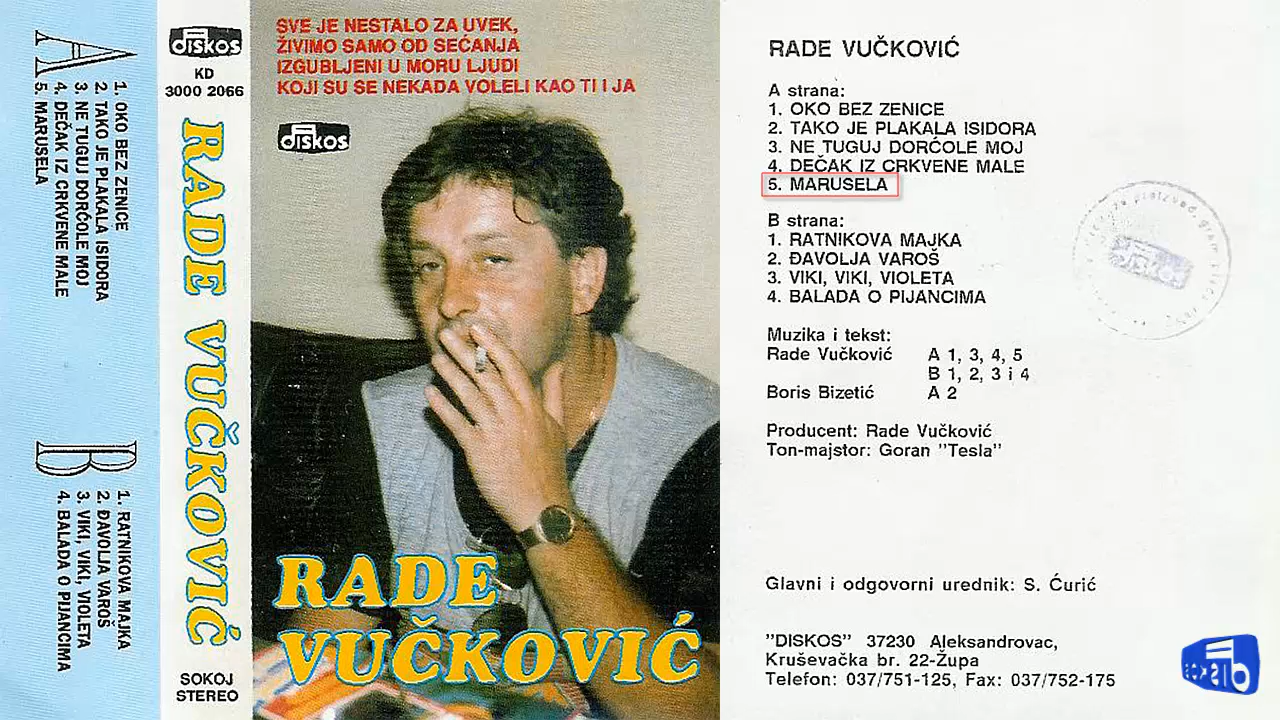 A
1. OKO BEZ ZENICE
2. TAKO JE PLAKALA ISIDORA
3. NE TUGUJ DORĆOLE MOJ
4. DEČAK IZ CRKVENE MALE
5. MARUSELA
B
1. RATNIKOVA MAJKA
2. ĐAVOLJA VAROŠ
3. VIKI, VIKI, VIOLETA
4. BALADA O PIJANCIMA
DISKOS
KD
3000 2066
RADE VUČKOVIĆ
SOKOJ
STEREO
SVE JE NESTALO ZA UVEK,
ŽIVIMO SAMO OD SEĆANJA
IZGUBLJENI U MORU LJUDI
KOJI SU SE NEKADA VOLELI KAO TI I JA
DISKOS
RADE
VUČKOVIĆ
RADE VUČKOVIĆ
A strana:
1. OKO BEZ ZENICE
2. TAKO JE PLAKALA ISIDORA
3. NE TUGUJ DORĆOLE MOJ
4. DEČAK IZ CRKVENE MALE
5. MARUSELA
B strana:
1. RATNIKOVA MAJKA
2. ĐAVOLJA VAROŠ
3. VIKI, VIKI, VIOLETA
4. BALADA O PIJANCIMA
Muzika i tekst:
Rade Vučković A 1, 3, 4, 5
B 1, 2, 3 i 4
Boris Bizetić A 2
Producent: Rade Vučković
Ton-majstor: Goran "Tesla"
Glavni i odgovorni urednik: S. Ćurić
"DISKOS" 37230 Aleksandrovac,
Kruševačka br. 22-Župa
Telefon: 037/751-125, Fax: 037/752-175